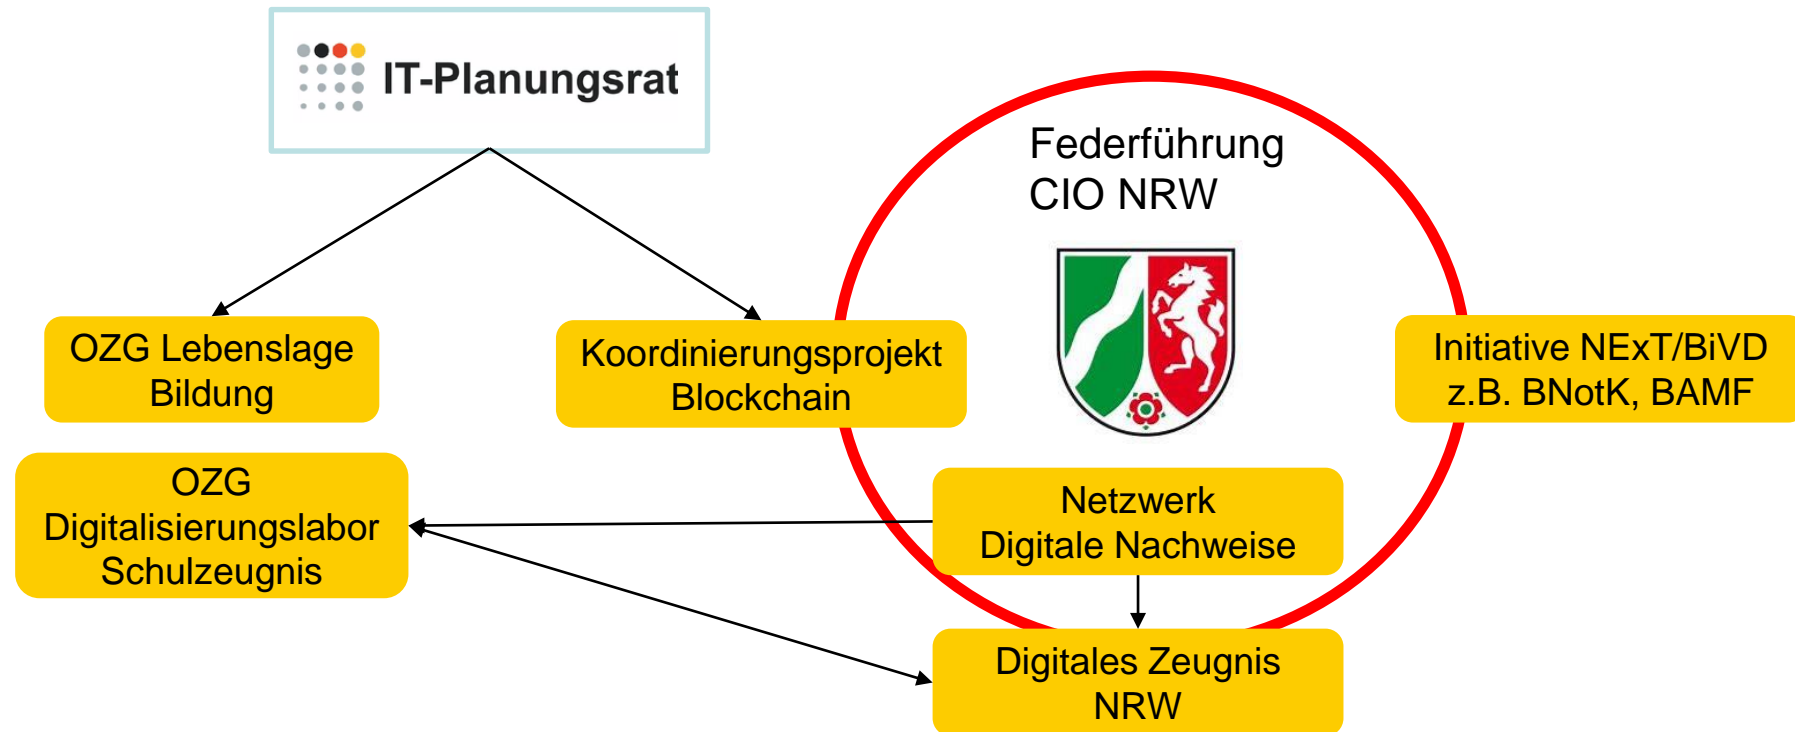 IT-Planungsrat
Federführung
CIO NRW
OZG Lebenslage
Bildung
Koordinierungsprojekt
Blockchain
Initiative NExT/BiVD
z.B. BNotK, BAMF
OZG
Digitalisierungslabor
Schulzeugnis
Netzwerk
Digitale Nachweise
Digitales Zeugnis
NRW